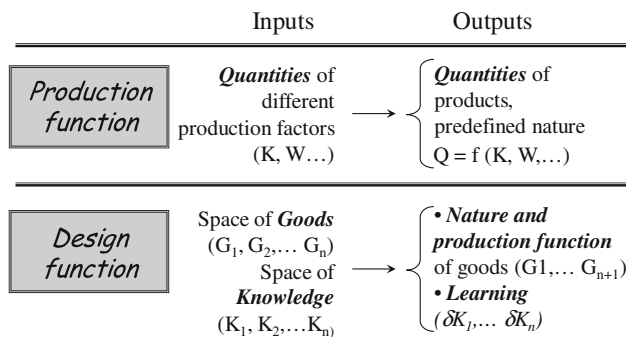 Inputs
Outputs
Production
function
Quantities of
different
production factors
(K, W…)
Quantities of
products,
predefined nature
Q = f (K, W,…)
Design
function
Space of Goods
(G1, G2,… Gn)
Space of
Knowledge
(K1, K2,…Kn)
• Nature and
production function
of goods (G1,… Gn+1)
• Learning
(δK1,… δKn)